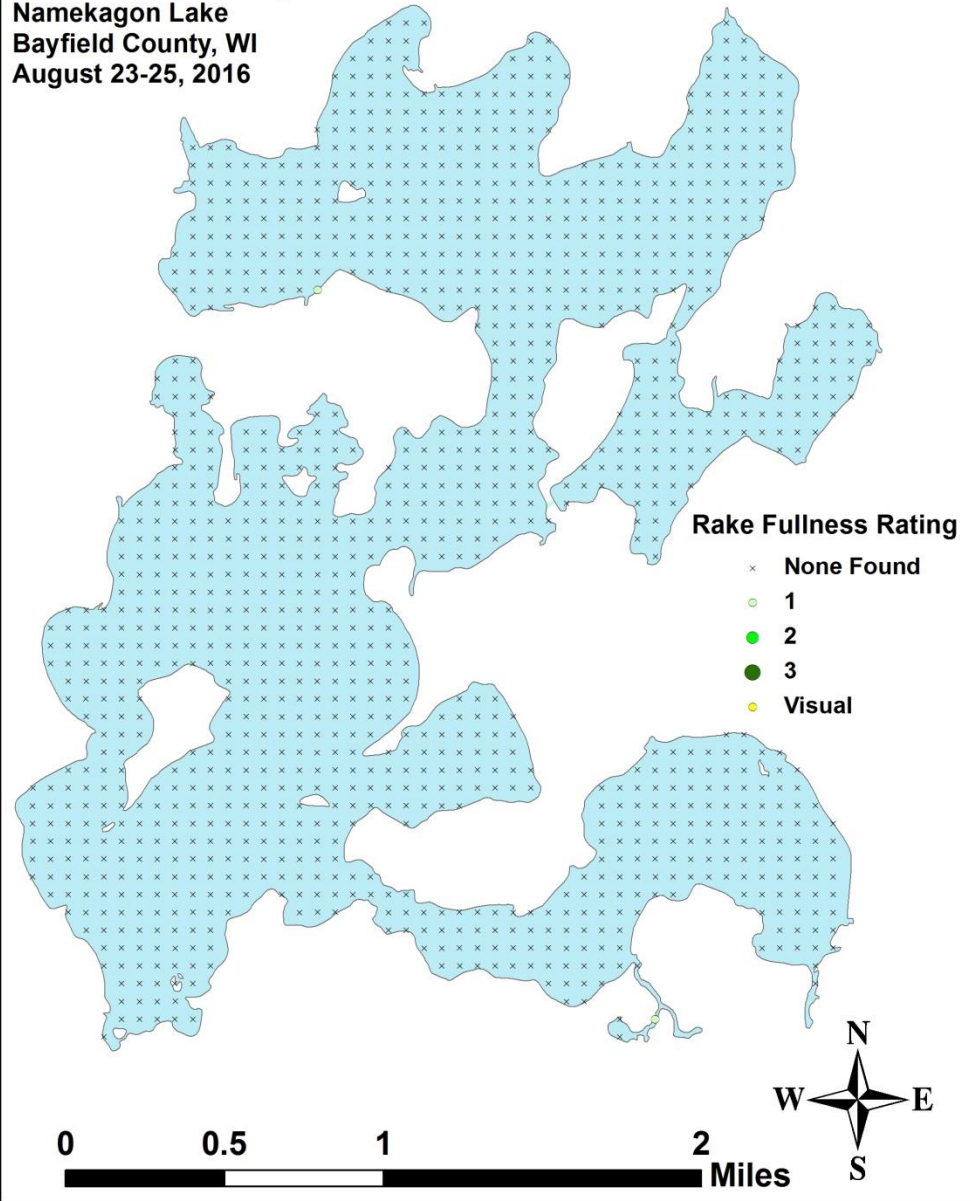 Namekagon Lake
Bayfield County, WI
August 23-25, 2016
Rake Fullness Rating
None Found
1
2
3
Visual
N
W E
S
0 0.5 1 2
Miles